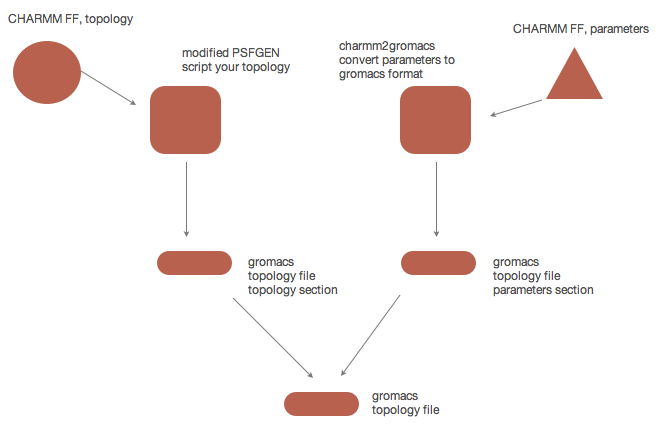 CHARMM FF, topology
modified PSFGEN
script your topology
charmm2gromacs
convert parameters to
gromacs format
CHARMM FF, parameters
gromacs
topology file
topology section
gromacs
topology file
parameters section
gromacs
topology file